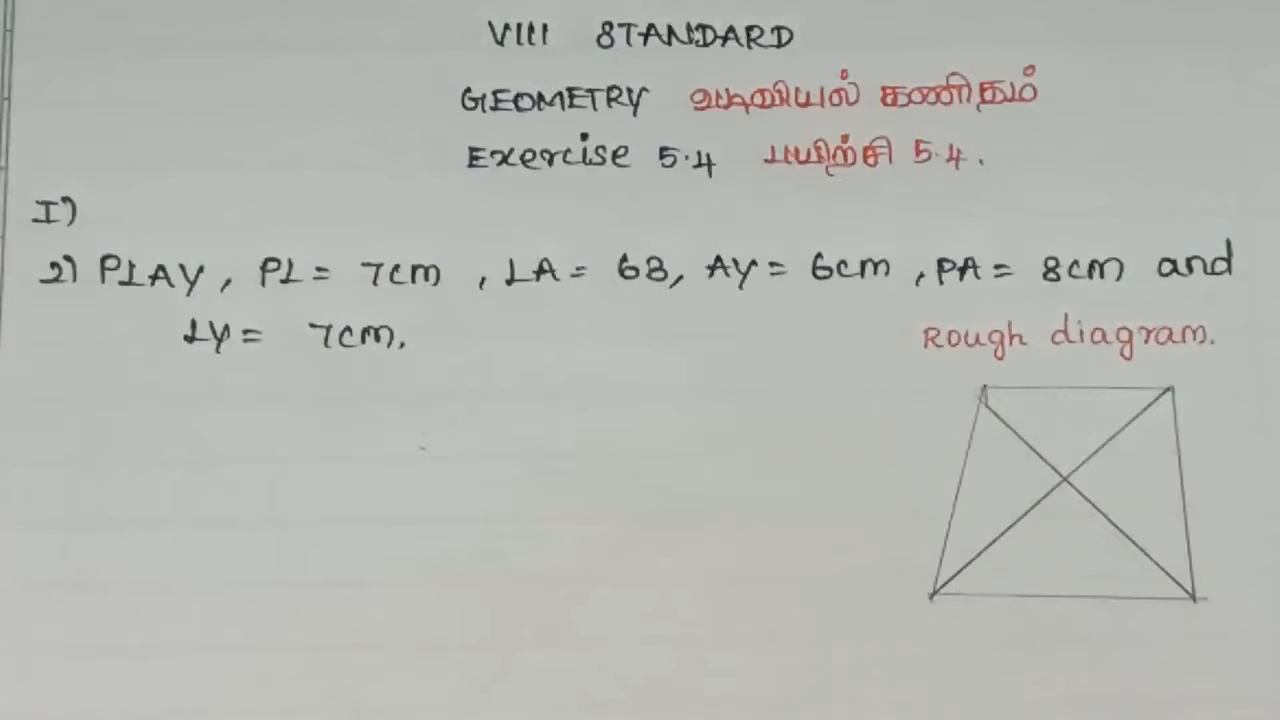 VIII STANDARD
GEOMETRY வடிவியல் கணிதம்
Exercise 5.4 பயிற்சி 5.4.
I)
2) PLAY, PL = 7cm, LA = 68, AY = 6cm, PA = 8cm and
LY = 7cm.
Rough diagram.